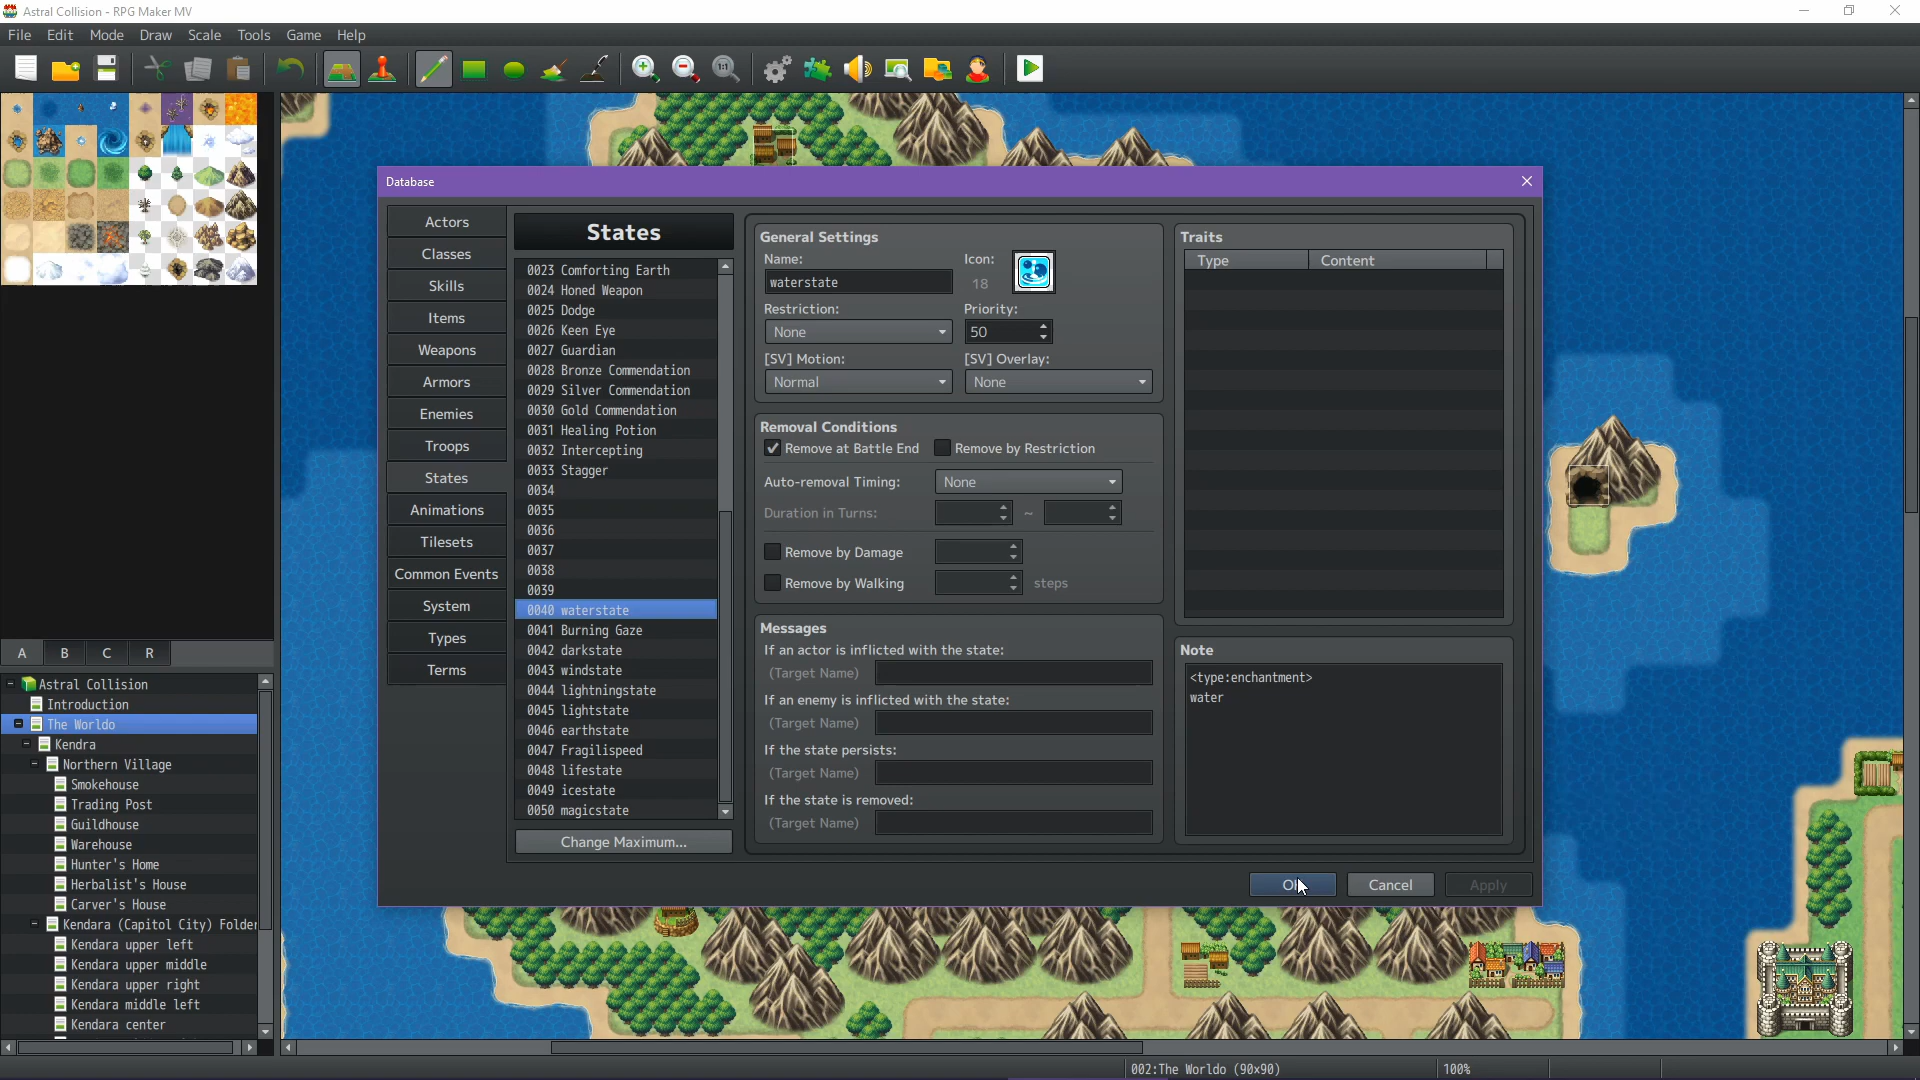 Astral Collision - RPG Maker MV
File Edit Mode Draw Scale Tools Game Help
1:1
Database
Actors
Classes
Skills
Items
Weapons
Armors
Enemies
Troops
States
Animations
Tilesets
Common Events
System
Types
Terms
States
0023 Comforting Earth
0024 Honed Weapon
0025 Dodge
0026 Keen Eye
0027 Guardian
0028 Bronze Commendation
0029 Silver Commendation
0030 Gold Commendation
0031 Healing Potion
0032 Intercepting
0033 Stagger
0034
0035
0036
0037
0038
0039
0040 waterstate
0041 Burning Gaze
0042 darkstate
0043 windstate
0044 lightningstate
0045 lightstate
0046 earthstate
0047 Fragilispeed
0048 lifestate
0049 icestate
0050 magicstate
Change Maximum...
General Settings
Name: Icon:
waterstate 18
Restriction: Priority:
None 50
[SV] Motion: [SV] Overlay:
Normal None
Removal Conditions
Remove at Battle End Remove by Restriction
Auto-removal Timing: None
Duration in Turns: ~
Remove by Damage
Remove by Walking steps
Messages
If an actor is inflicted with the state:
(Target Name)
If an enemy is inflicted with the state:
(Target Name)
If the state persists:
(Target Name)
If the state is removed:
(Target Name)
Traits
Type Content
Note
<type:enchantment>
water
OK Cancel Apply
A B C R
Astral Collision
Introduction
The Worldo
Kendra
Northern Village
Smokehouse
Trading Post
Guildhouse
Warehouse
Hunter's Home
Herbalist's House
Carver's House
Kendara (Capitol City) Folder
Kendara upper left
Kendara upper middle
Kendara upper right
Kendara middle left
Kendara center
002:The Worldo (90x90) 100%